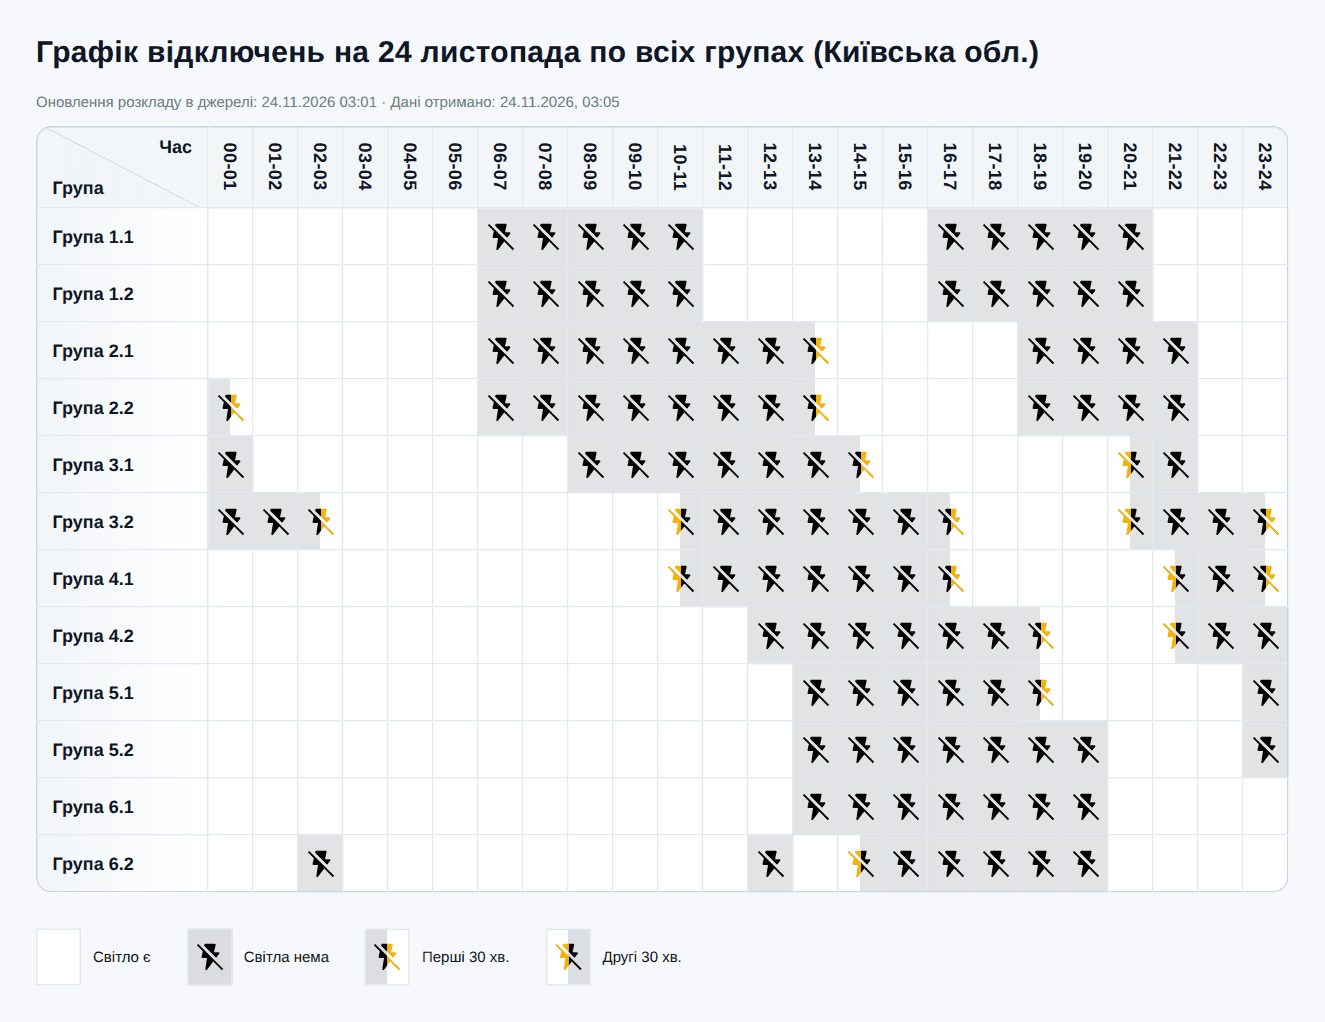 Графік відключень на 24 листопада по всіх групах (Київська обл.)
Оновлення розкладу в джерелі: 24.11.2026 03:01 · Дані отримано: 24.11.2026, 03:05
Час
Група
00-01 01-02 02-03 03-04 04-05 05-06 06-07 07-08 08-09 09-10 10-11 11-12 12-13 13-14 14-15 15-16 16-17 17-18 18-19 19-20 20-21 21-22 22-23 23-24
Група 1.1
Група 1.2
Група 2.1
Група 2.2
Група 3.1
Група 3.2
Група 4.1
Група 4.2
Група 5.1
Група 5.2
Група 6.1
Група 6.2
Світло є Світла нема Перші 30 хв. Другі 30 хв.